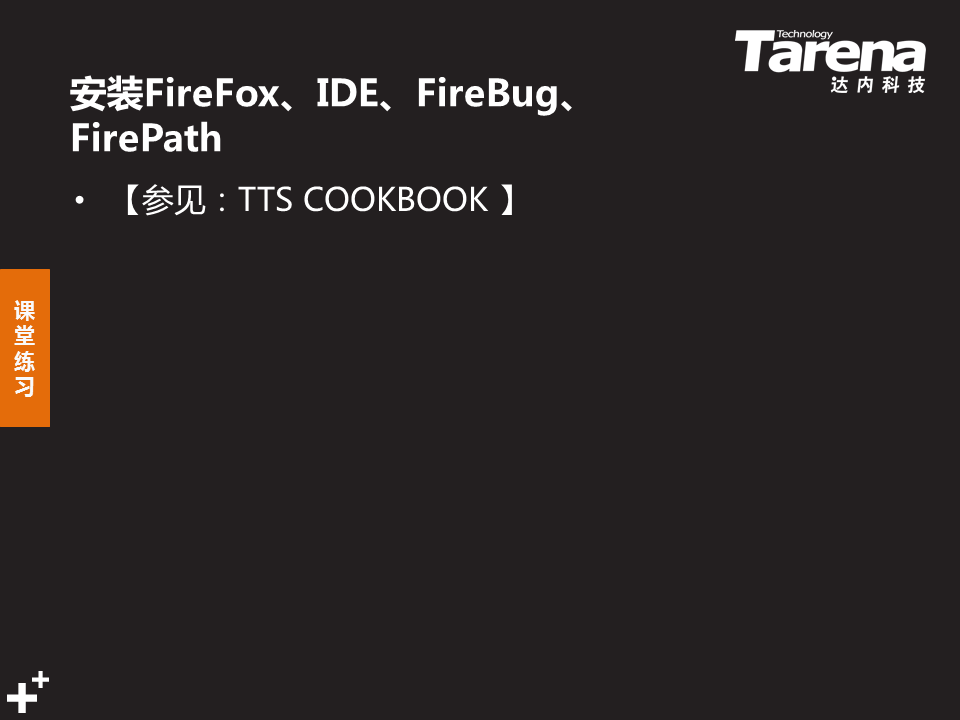 Technology
Tarena
达内科技
安装FireFox、IDE、FireBug、
FirePath
• 【参见：TTS COOKBOOK 】
课
堂
练
习